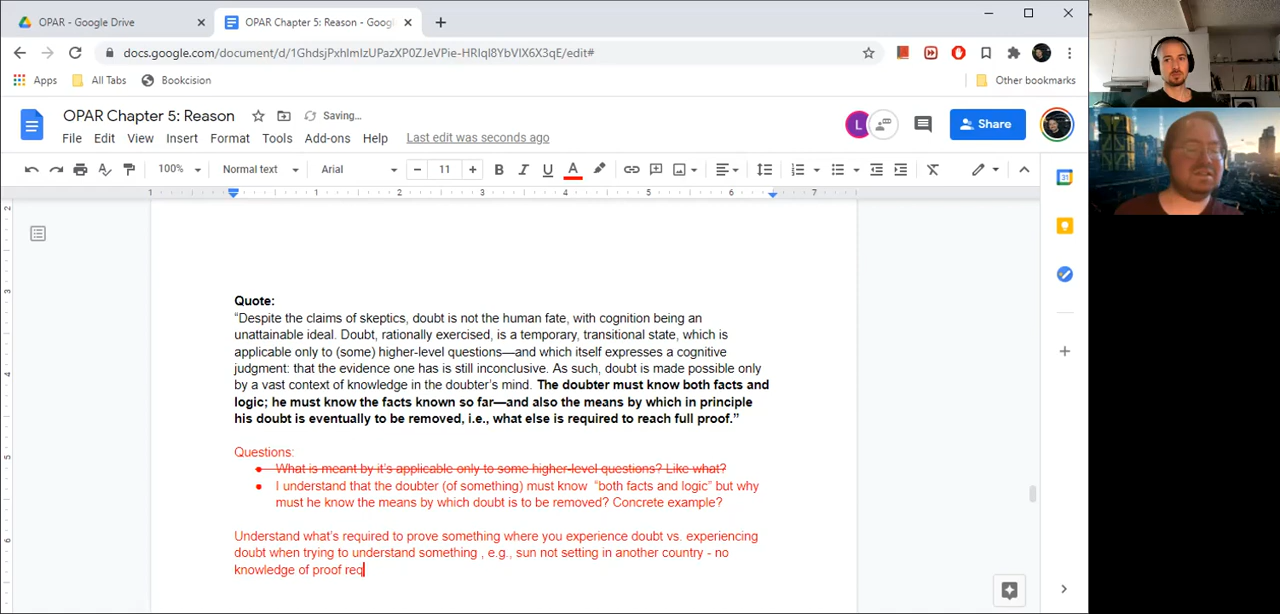 OPAR - Google Drive
OPAR Chapter 5: Reason - Goog
docs.google.com/document/d/
/edit#
Apps
All Tabs
Bookcision
Other bookmarks
OPAR Chapter 5: Reason
Saving...
File Edit View Insert Format Tools Add-ons Help Last edit was seconds ago
L
Share
100% Normal text Arial 11 B I U A
1 1 2 3 4 5 6 7
31
Quote:
“Despite the claims of skeptics, doubt is not the human fate, with cognition being an
unattainable ideal. Doubt, rationally exercised, is a temporary, transitional state, which is
applicable only to (some) higher-level questions—and which itself expresses a cognitive
judgment: that the evidence one has is still inconclusive. As such, doubt is made possible only
by a vast context of knowledge in the doubter’s mind. The doubter must know both facts and
logic; he must know the facts known so far—and also the means by which in principle
his doubt is eventually to be removed, i.e., what else is required to reach full proof.”
Questions:
● What is meant by it’s applicable only to some higher-level questions? Like what?
● I understand that the doubter (of something) must know “both facts and logic” but why
must he know the means by which doubt is to be removed? Concrete example?
Understand what’s required to prove something where you experience doubt vs. experiencing
doubt when trying to understand something , e.g., sun not setting in another country - no
knowledge of proof req